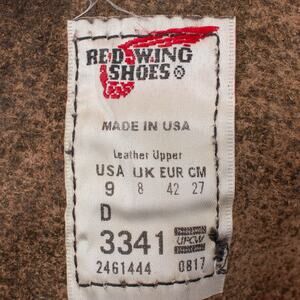 RED WING
SHOES ®
MADE IN USA
Leather Upper
USA UK EUR CM
9 8 42 27
D
3341 UFCW
2461444 0817